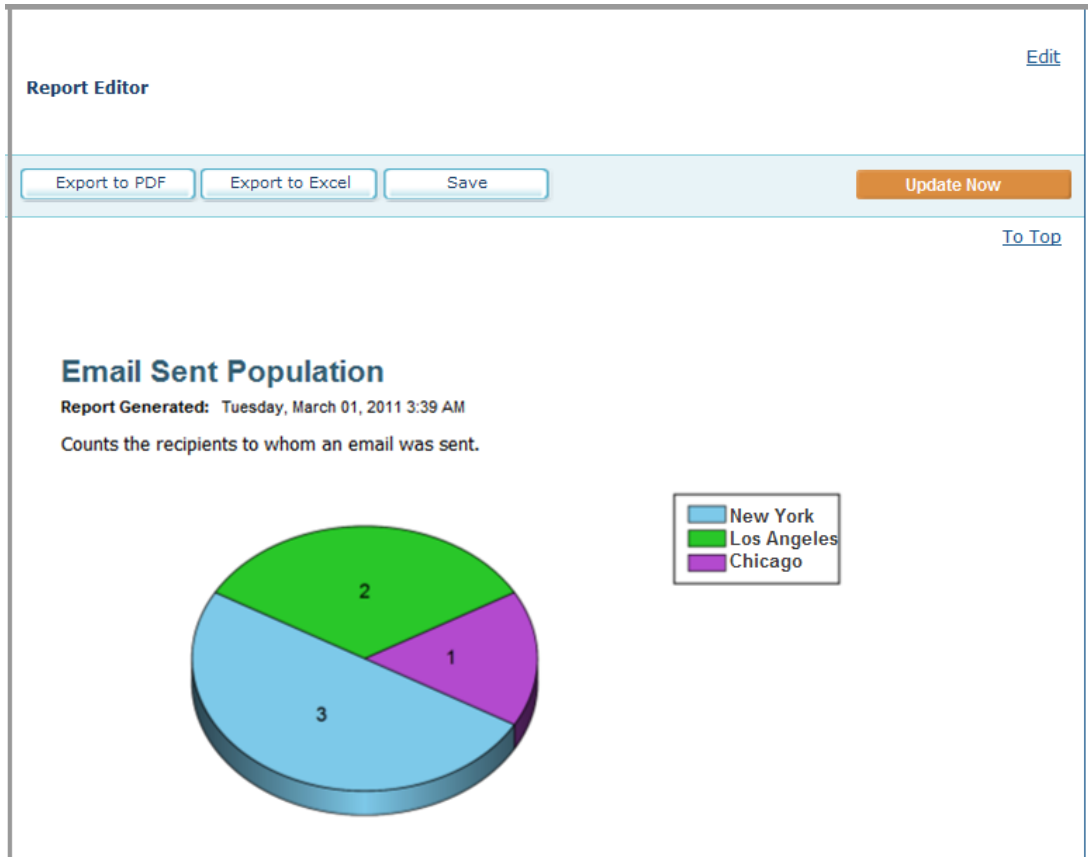 Edit
Report Editor
Export to PDF Export to Excel Save Update Now
To Top
Email Sent Population
Report Generated: Tuesday, March 01, 2011 3:39 AM
Counts the recipients to whom an email was sent.
New York
Los Angeles
Chicago
2
1
3